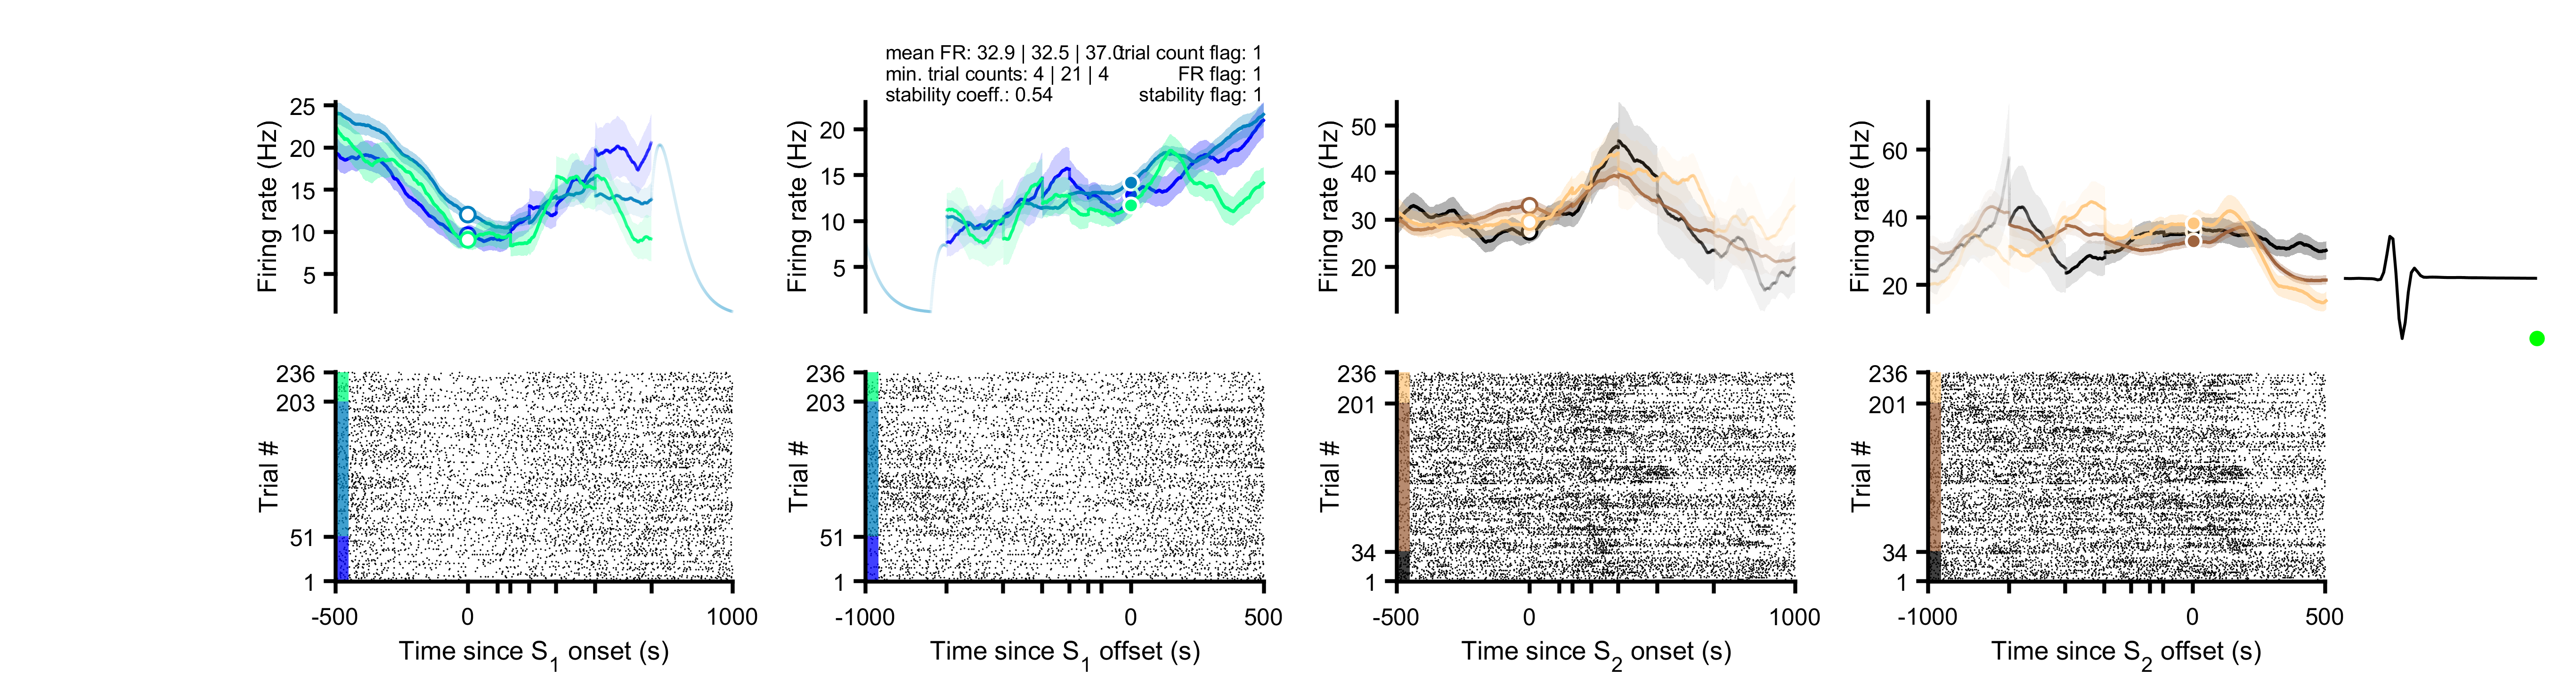 mean FR: 32.9 | 32.5 | 37.0
trial count flag: 1
min. trial counts: 4 | 21 | 4
FR flag: 1
stability coeff.: 0.54
stability flag: 1
Firing rate (Hz)
25
20
15
10
5
Firing rate (Hz)
20
15
10
5
Firing rate (Hz)
50
40
30
20
Firing rate (Hz)
60
40
20
Trial #
236
203
51
1
-500
0
1000
Time since S1 onset (s)
Trial #
236
203
51
1
-1000
0
500
Time since S1 offset (s)
Trial #
236
201
34
1
-500
0
1000
Time since S2 onset (s)
Trial #
236
201
34
1
-1000
0
500
Time since S2 offset (s)